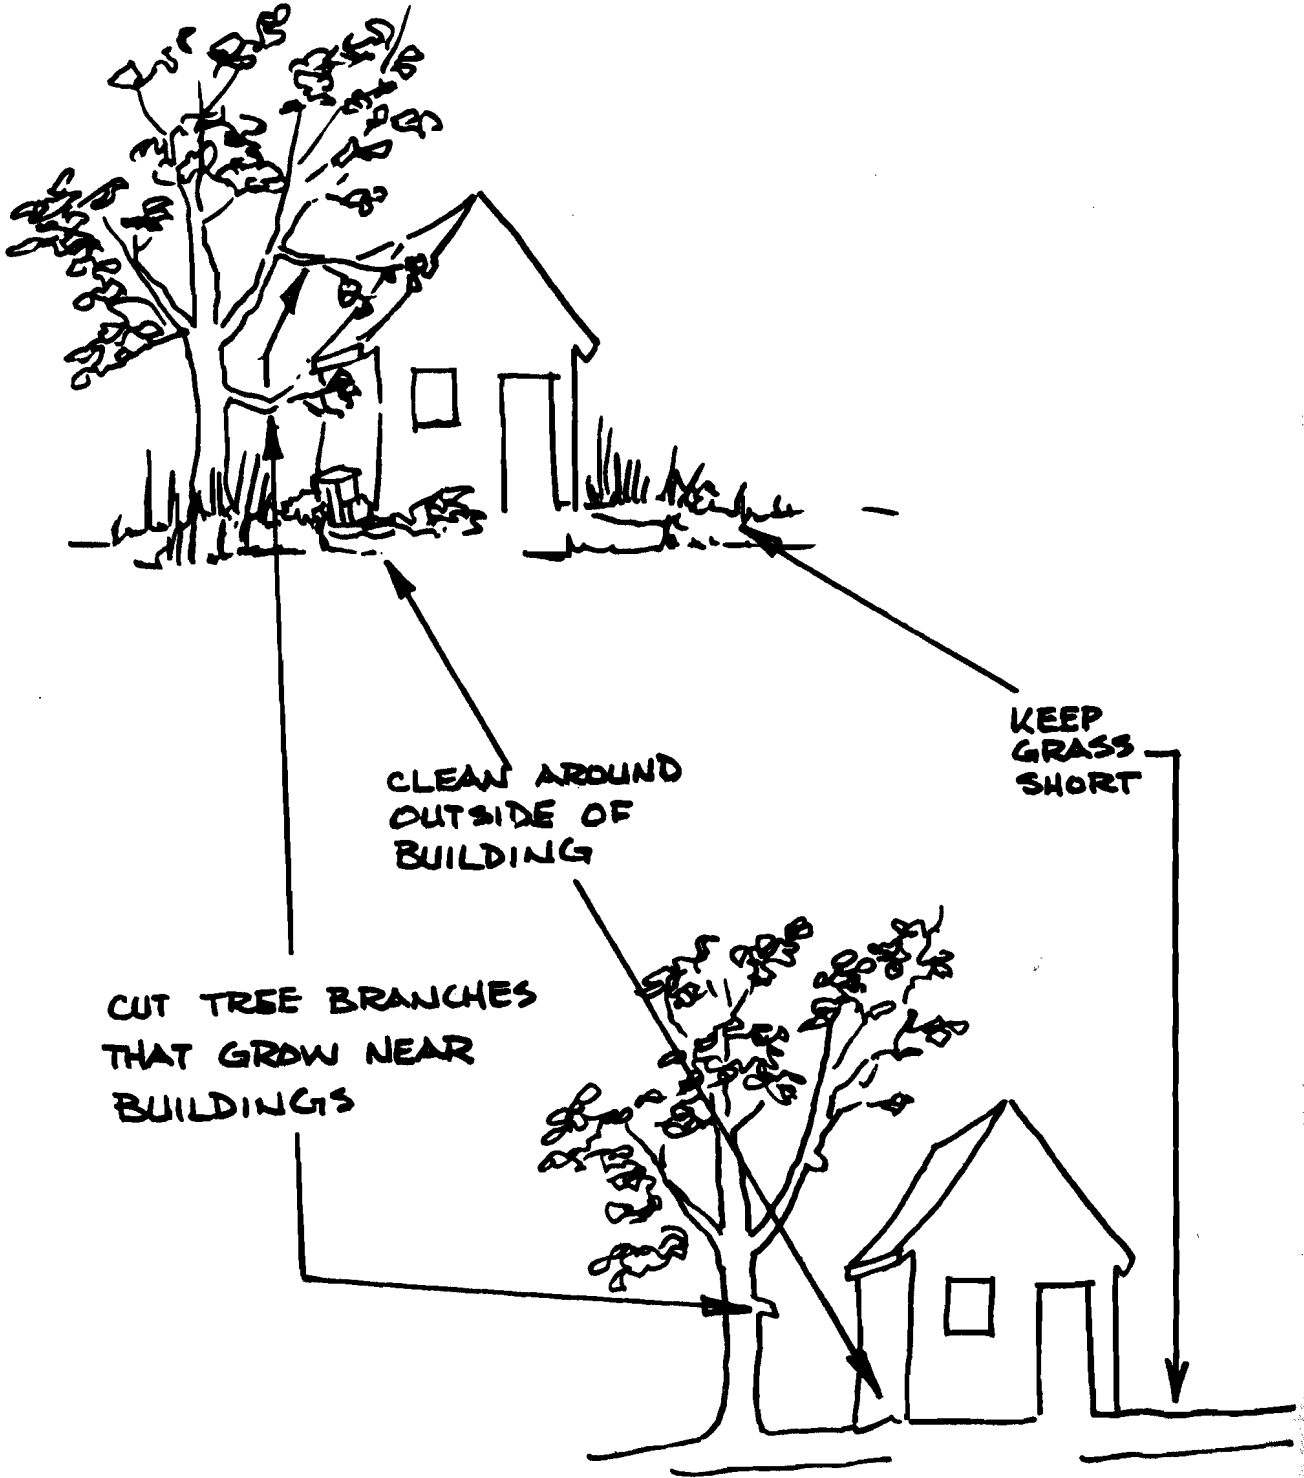 KEEP
GRASS
SHORT
CLEAN AROUND
OUTSIDE OF
BUILDING
CUT TREE BRANCHES
THAT GROW NEAR
BUILDINGS